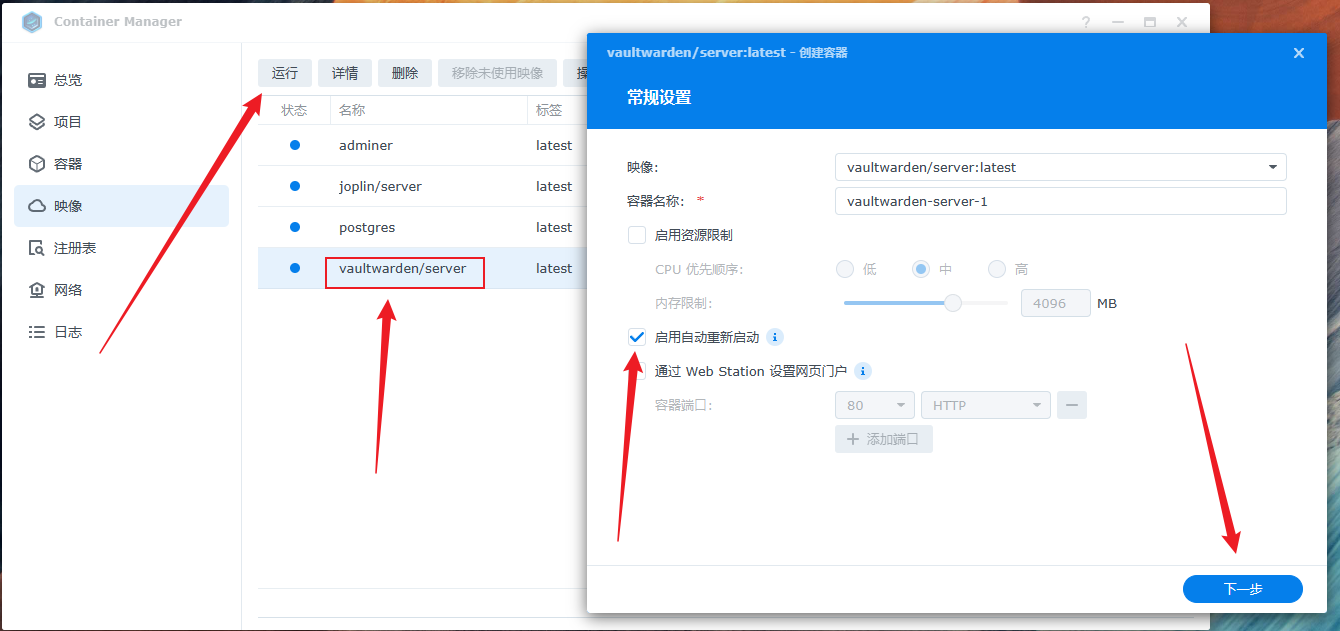 Container Manager
总览
项目
容器
映像
注册表
网络
日志
运行 详情 删除 移除未使用映像
状态 名称 标签
adminer latest
joplin/server latest
postgres latest
vaultwarden/server latest
vaultwarden/server:latest - 创建容器
常规设置
映像: vaultwarden/server:latest
容器名称: * vaultwarden-server-1
启用资源限制
CPU 优先顺序: 低 中 高
内存限制: 4096 MB
启用自动重新启动
通过 Web Station 设置网页门户
容器端口: 80 HTTP
添加端口
下一步